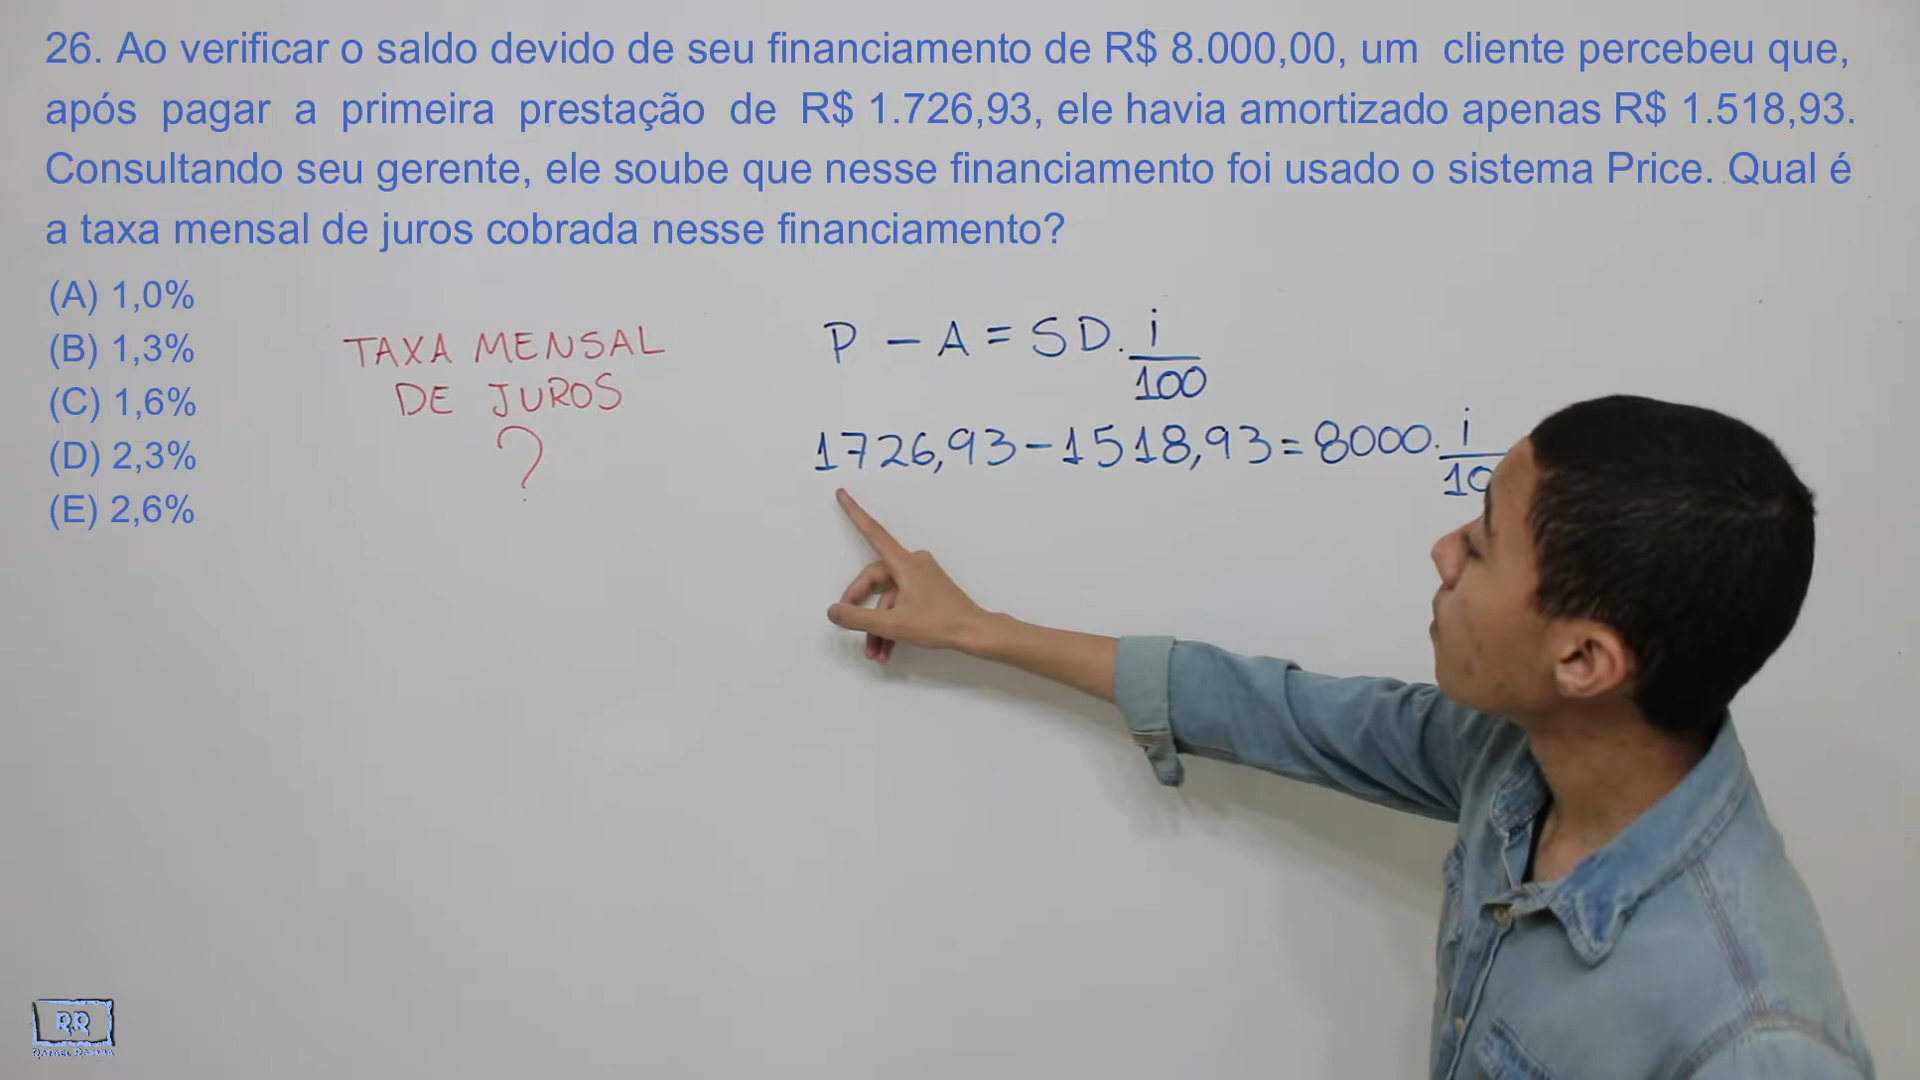 26. Ao verificar o saldo devido de seu financiamento de R$ 8.000,00, um cliente percebeu que,
após pagar a primeira prestação de R$ 1.726,93, ele havia amortizado apenas R$ 1.518,93.
Consultando seu gerente, ele soube que nesse financiamento foi usado o sistema Price. Qual é
a taxa mensal de juros cobrada nesse financiamento?
(A) 1,0%
(B) 1,3%
(C) 1,6%
(D) 2,3%
(E) 2,6%
TAXA MENSAL
DE JUROS
?
P - A = SD. i/100
1726,93-1518,93=8000. i/10
RR